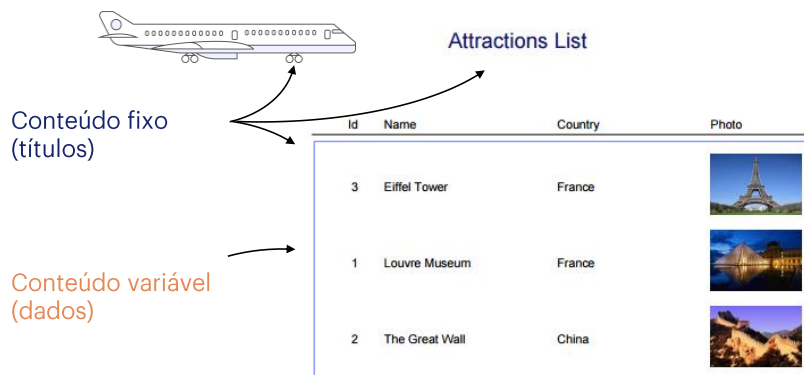 Attractions List
Conteúdo fixo
(títulos)
Id Name Country Photo
3 Eiffel Tower France
1 Louvre Museum France
Conteúdo variável
(dados)
2 The Great Wall China